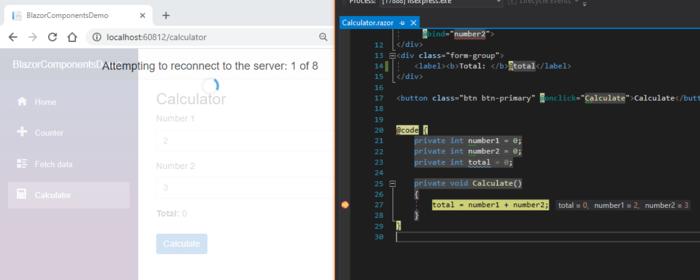 BlazorComponentsDemo
localhost:60812/calculator
BlazorComponentsD
Attempting to reconnect to the server: 1 of 8
Home
Counter
Fetch data
Calculator
Calculator
Number 1
2
Number 2
3
Total: 0
Calculate
Process:
iisexpress.exe
Lifecycle Events
Calculator.razor
@bind="number2">
12 </div>
13 <div class="form-group">
14 <label><b>Total: </b>@total</label>
15 </div>
16
17 <button class="btn btn-primary" @onclick="Calculate">Calculate</butt
18
19
20 @code {
21 private int number1 = 0;
22 private int number2 = 0;
23 private int total = 0;
24
25 private void Calculate()
26 {
27 total = number1 + number2; total = 0, number1 = 2, number2 = 3
28 }
29 }
30